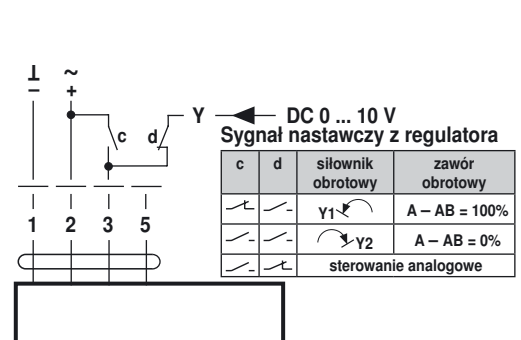 ⊥ ~
– +
c d Y DC 0 ... 10 V
Sygnał nastawczy z regulatora
c d siłownik obrotowy zawór obrotowy
Y1 A – AB = 100%
Y2 A – AB = 0%
sterowanie analogowe
1 2 3 5